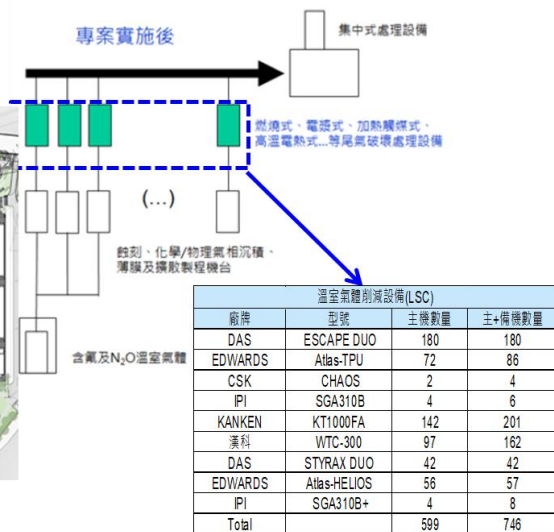 專案實施後
集中式處理設備
燃燒式、電漿式、加熱觸媒式、
高溫電熱式...等尾氣破壞處理設備
(...)
蝕刻、化學/物理氣相沉積、
薄膜及擴散製程機台
含氟及N₂O溫室氣體
溫室氣體削減設備(LSC)
廠牌 型號 主機數量 主+備機數量
DAS ESCAPE DUO 180 180
EDWARDS Atlas-TPU 72 86
CSK CHAOS 2 4
IPI SGA310B 4 6
KANKEN KT1000FA 142 201
漢科 WTC-300 97 162
DAS STYRAX DUO 42 42
EDWARDS Atlas-HELIOS 56 57
IPI SGA310B+ 4 8
Total 599 746